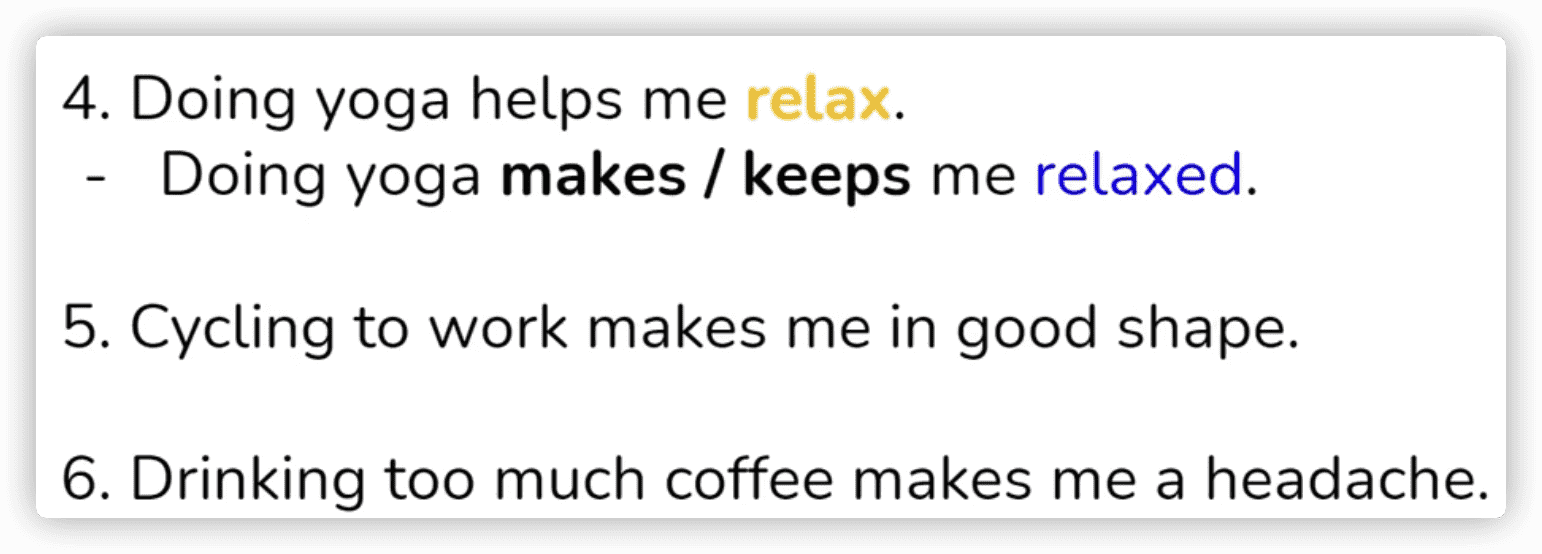 4. Doing yoga helps me relax.
- Doing yoga makes / keeps me relaxed.
5. Cycling to work makes me in good shape.
6. Drinking too much coffee makes me a headache.